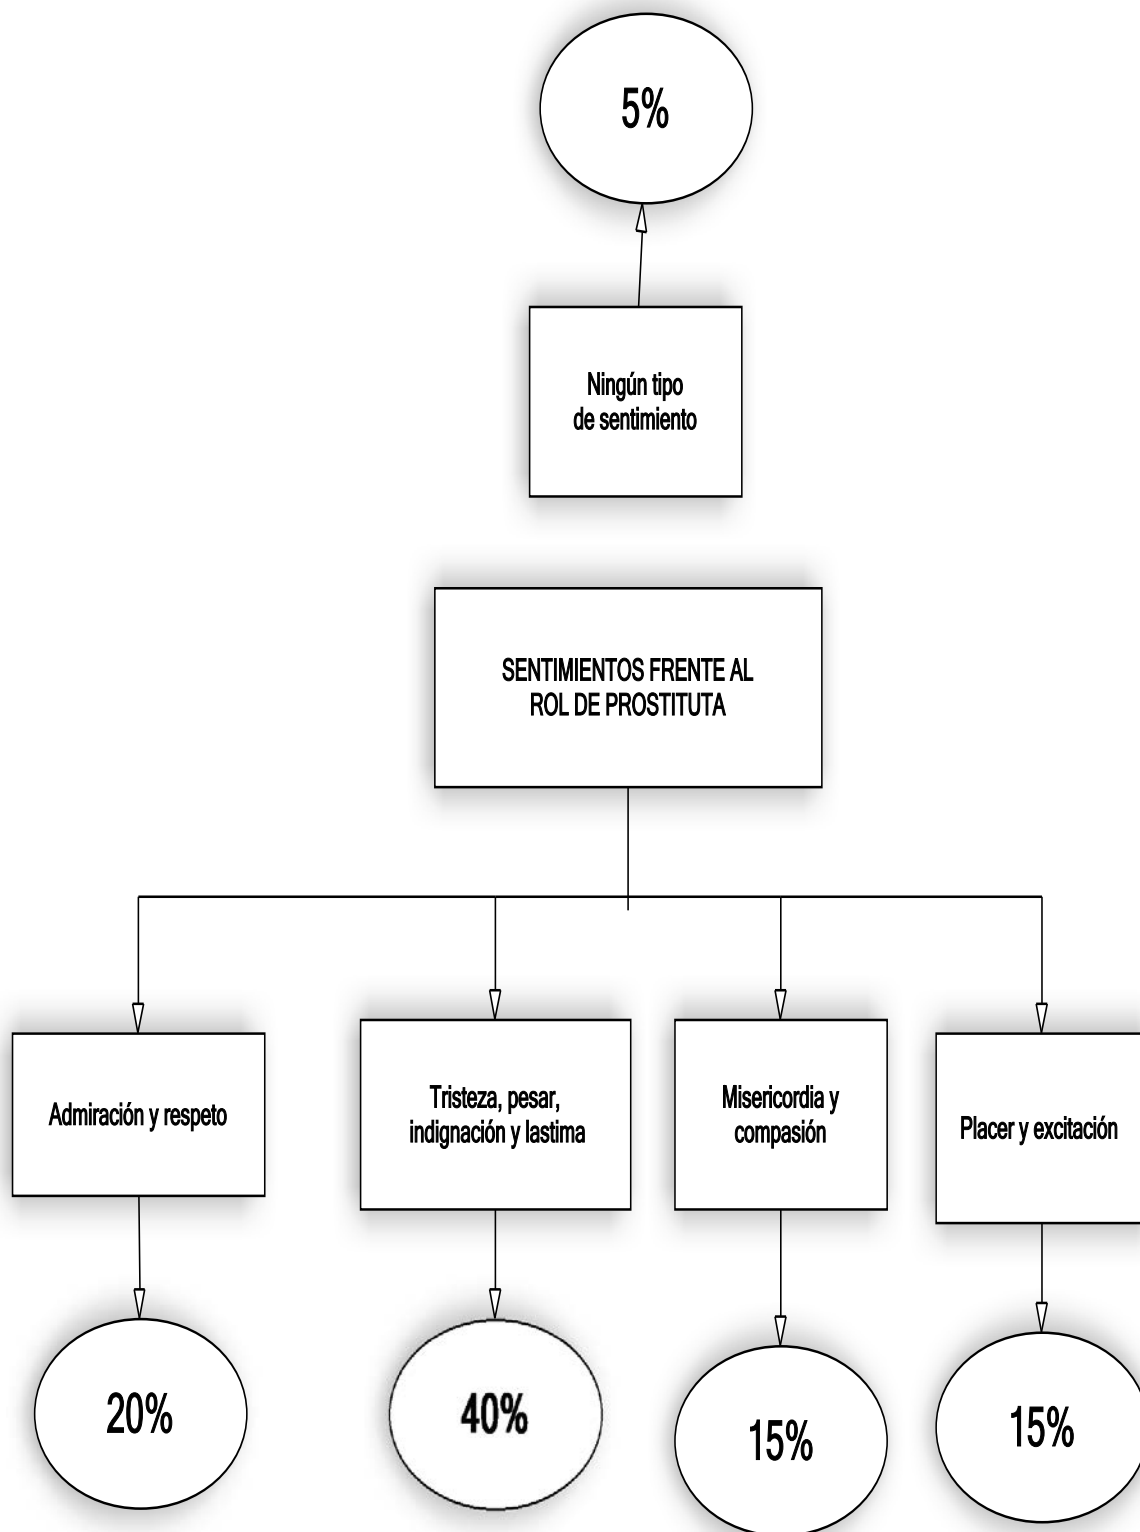 5%
Ningún tipo
de sentimiento
SENTIMIENTOS FRENTE AL
ROL DE PROSTITUTA
Admiración y respeto
Tristeza, pesar,
indignación y lastima
Misericordia y
compasión
Placer y excitación
20%
40%
15%
15%